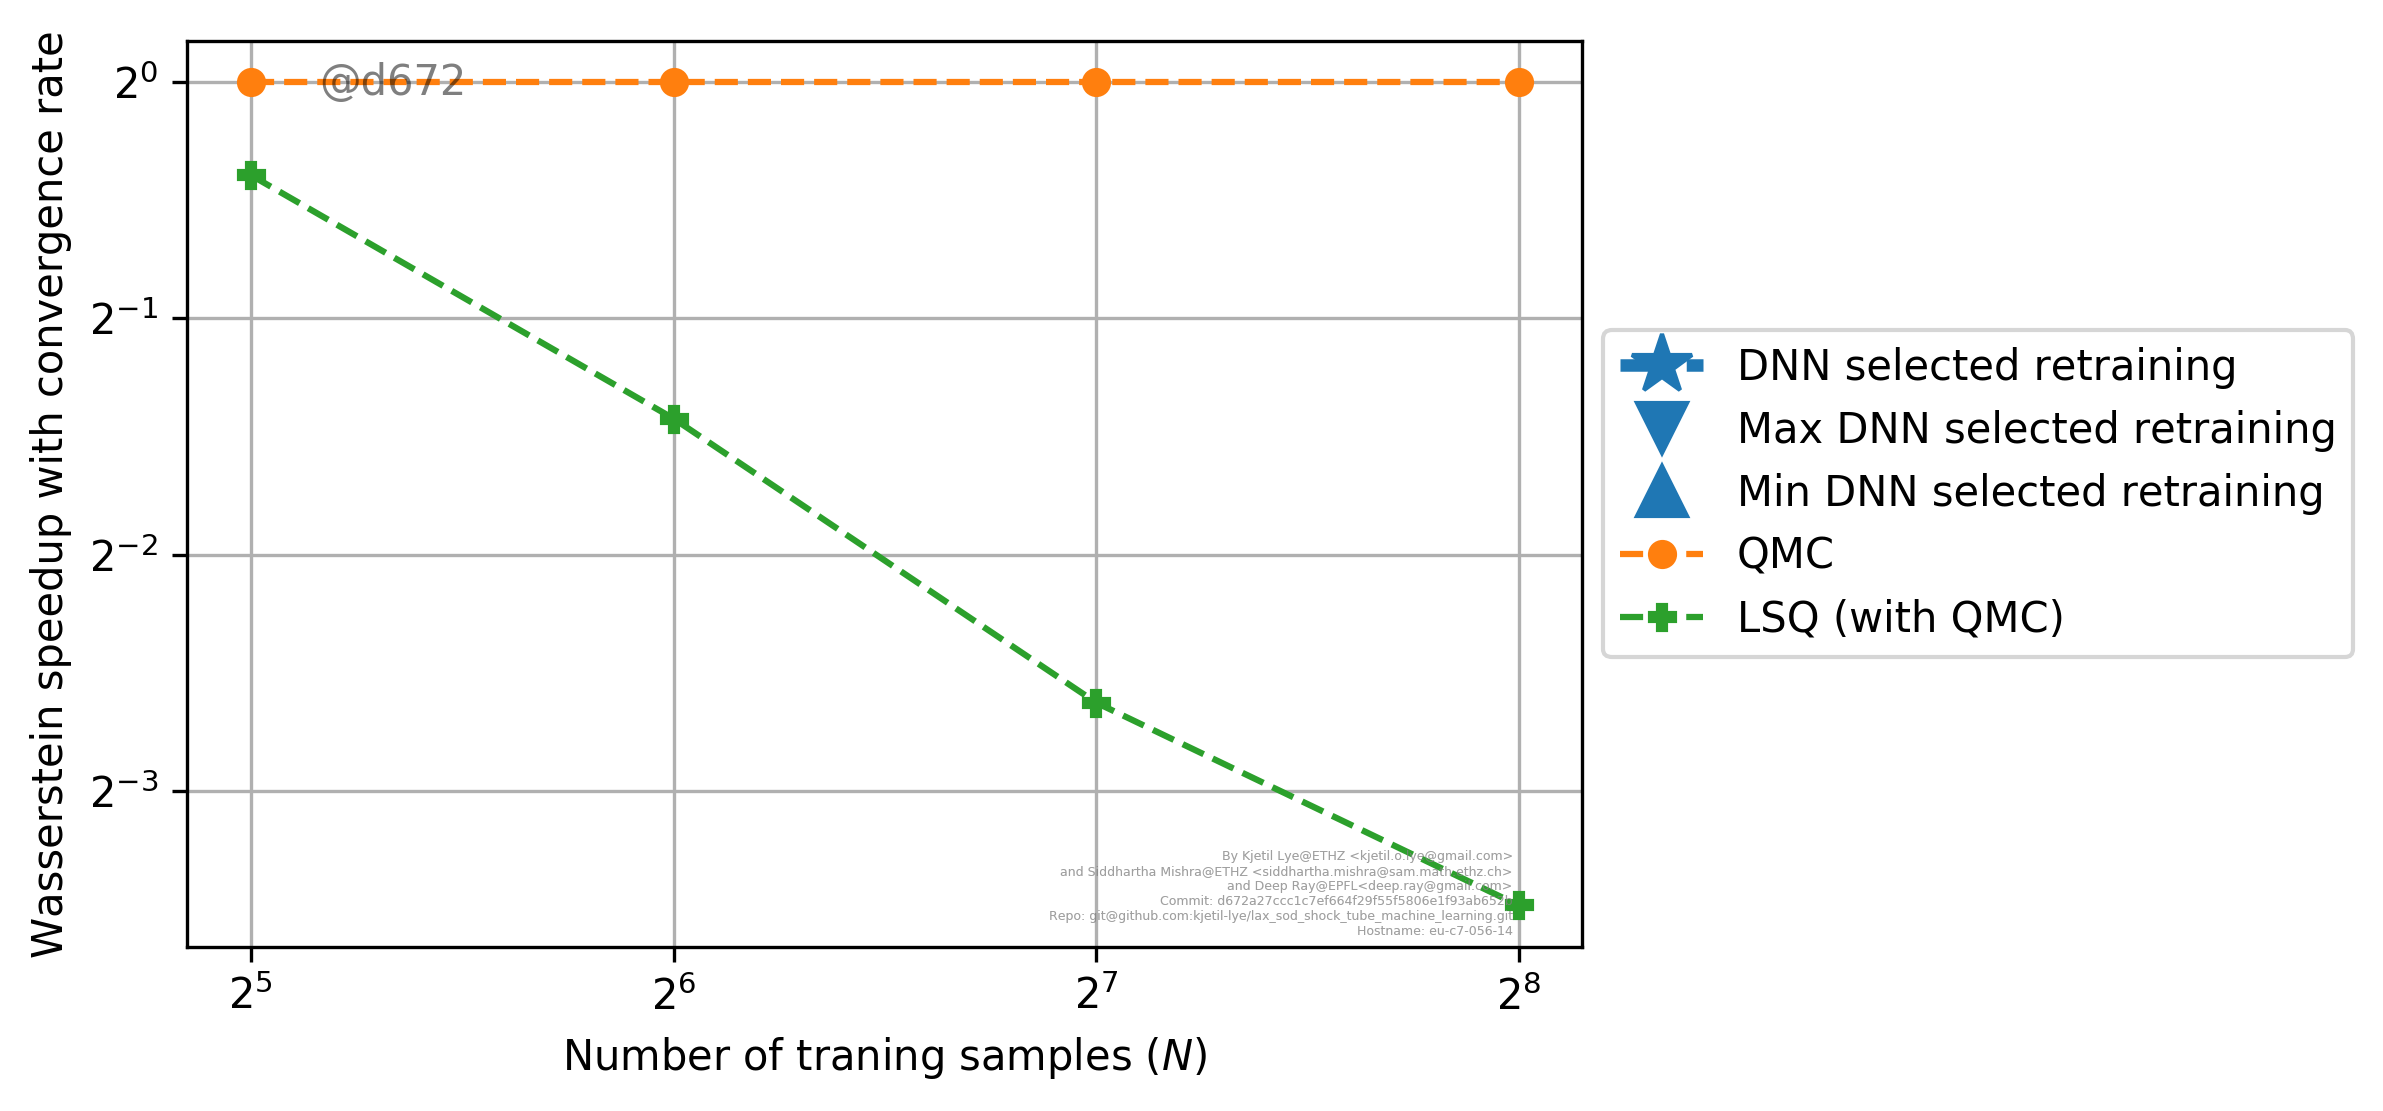 Wasserstein speedup with convergence rate
2⁰
2⁻¹
2⁻²
2⁻³
@d672
By Kjetil Lye@ETHZ <kjetil.o.lye@gmail.com>
and Siddhartha Mishra@ETHZ <siddhartha.mishra@sam.math.ethz.ch>
and Deep Ray@EPFL<deep.ray@gmail.com>
Commit:
Repo: git@github.com:kjetil-lye/lax_sod_shock_tube_machine_learning.git
Hostname: eu-c7-056-14
2⁵ 2⁶ 2⁷ 2⁸
Number of traning samples (N)
DNN selected retraining
Max DNN selected retraining
Min DNN selected retraining
QMC
LSQ (with QMC)